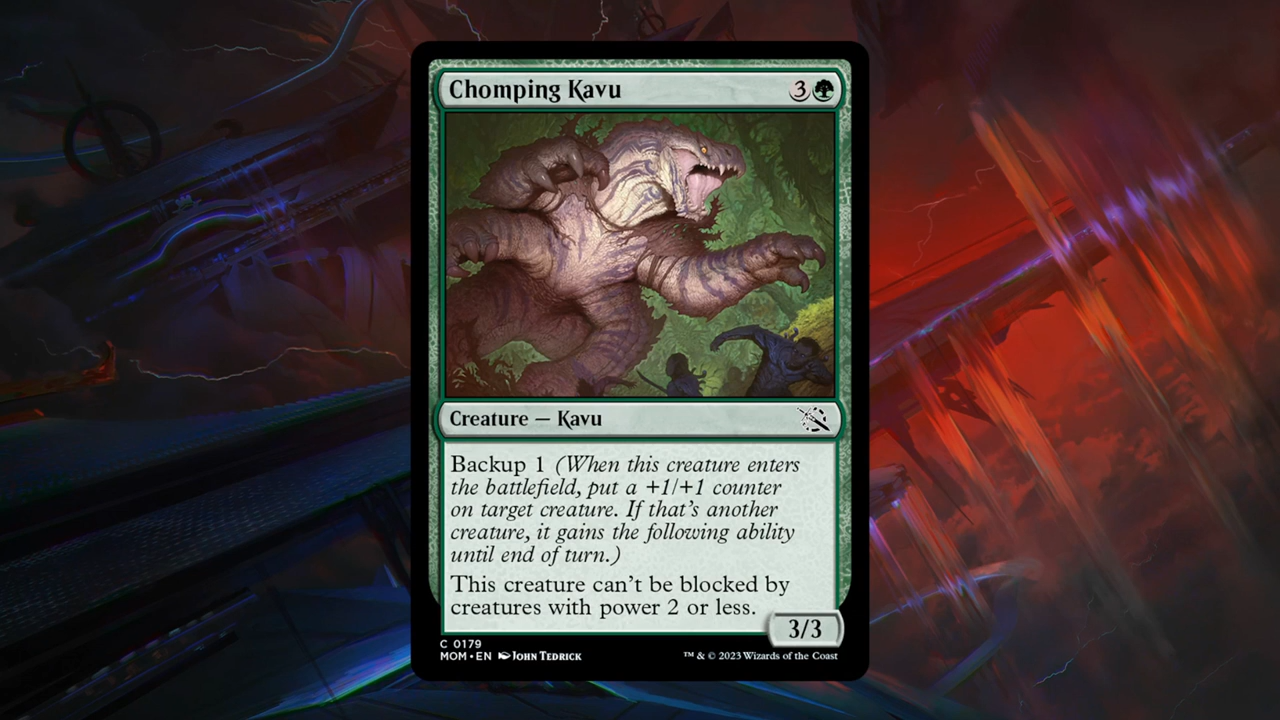 Chomping Kavu 3
Creature — Kavu
Backup 1 (When this creature enters
the battlefield, put a +1/+1 counter
on target creature. If that's another
creature, it gains the following ability
until end of turn.)
This creature can't be blocked by
creatures with power 2 or less.
3/3
C 0179
MOM • EN JOHN TEDRICK ™ & © 2023 Wizards of the Coast